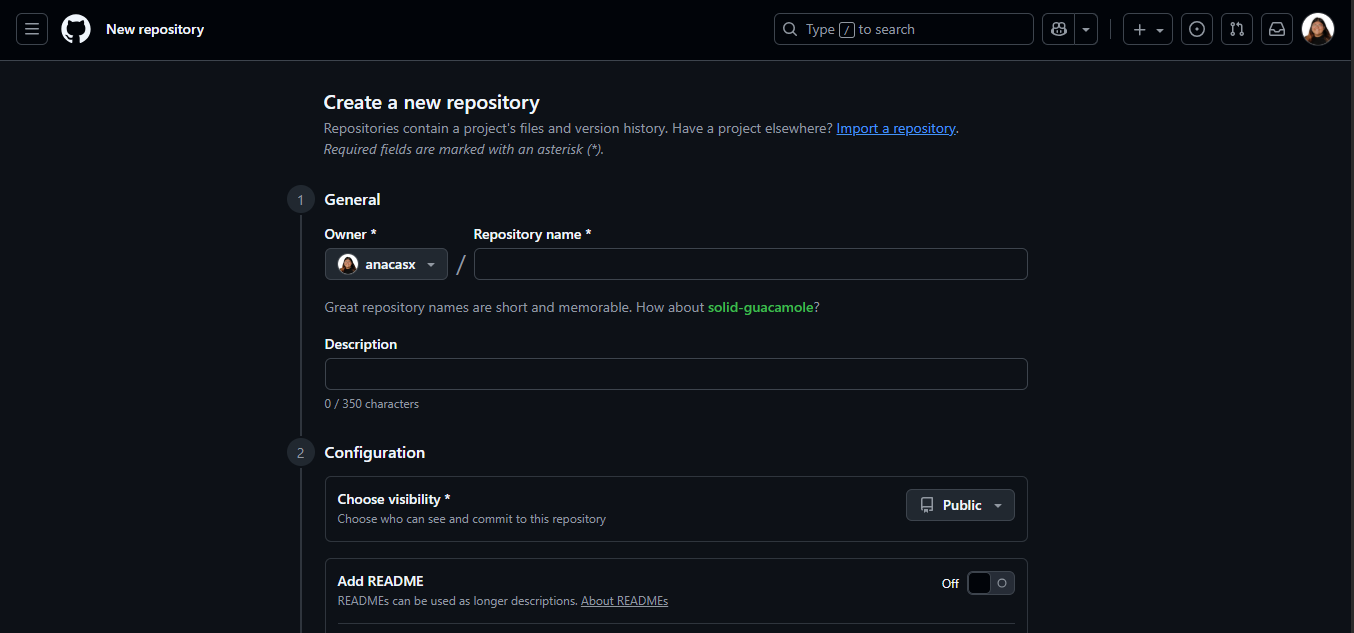 New repository
Type / to search
Create a new repository
Repositories contain a project's files and version history. Have a project elsewhere? Import a repository.
Required fields are marked with an asterisk (*).
1 General
Owner * Repository name *
anacasx /
Great repository names are short and memorable. How about solid-guacamole?
Description
0 / 350 characters
2 Configuration
Choose visibility *
Choose who can see and commit to this repository
Public
Add README
READMEs can be used as longer descriptions. About READMEs
Off